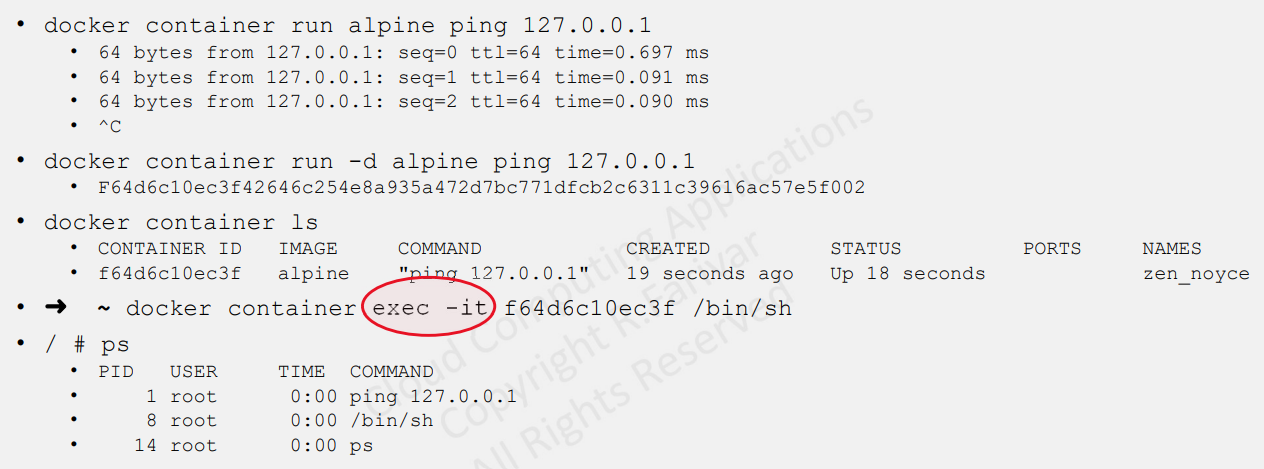 • docker container run alpine ping 127.0.0.1
• 64 bytes from 127.0.0.1: seq=0 ttl=64 time=0.697 ms
• 64 bytes from 127.0.0.1: seq=1 ttl=64 time=0.091 ms
• 64 bytes from 127.0.0.1: seq=2 ttl=64 time=0.090 ms
• ^C
• docker container run -d alpine ping 127.0.0.1
• F64d6c10ec3f42646c254e8a935a472d7bc771dfcb2c6311c39616ac57e5f002
• docker container ls
• CONTAINER ID IMAGE COMMAND CREATED STATUS PORTS NAMES
• f64d6c10ec3f alpine "ping 127.0.0.1" 19 seconds ago Up 18 seconds zen_noyce
• ➜ ~ docker container exec -it f64d6c10ec3f /bin/sh
• / # ps
• PID USER TIME COMMAND
• 1 root 0:00 ping 127.0.0.1
• 8 root 0:00 /bin/sh
• 14 root 0:00 ps
Cloud Computing Applications
Copyright R. Farivar
All Rights Reserved